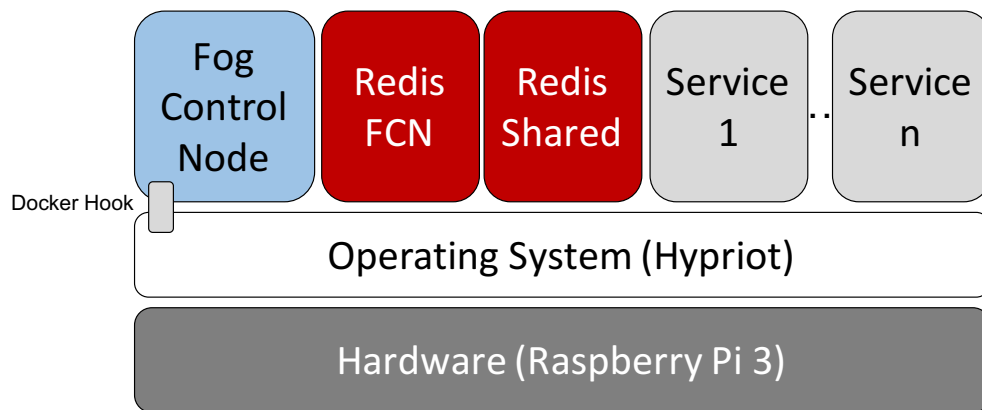 Fog
Control
Node
Redis
FCN
Redis
Shared
Service
1
..
Service
n
Docker Hook
Operating System (Hypriot)
Hardware (Raspberry Pi 3)